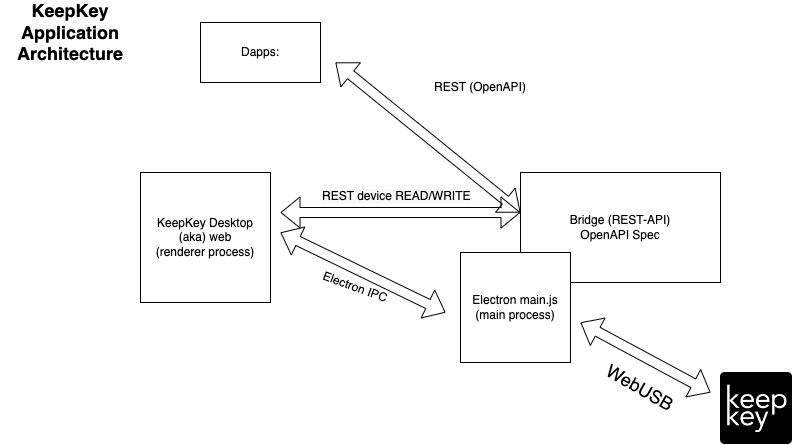 KeepKey
Application
Architecture
Dapps:
REST (OpenAPI)
REST device READ/WRITE
KeepKey Desktop
(aka) web
(renderer process)
Bridge (REST-API)
OpenAPI Spec
Electron IPC
Electron main.js
(main process)
WebUSB
keep
key